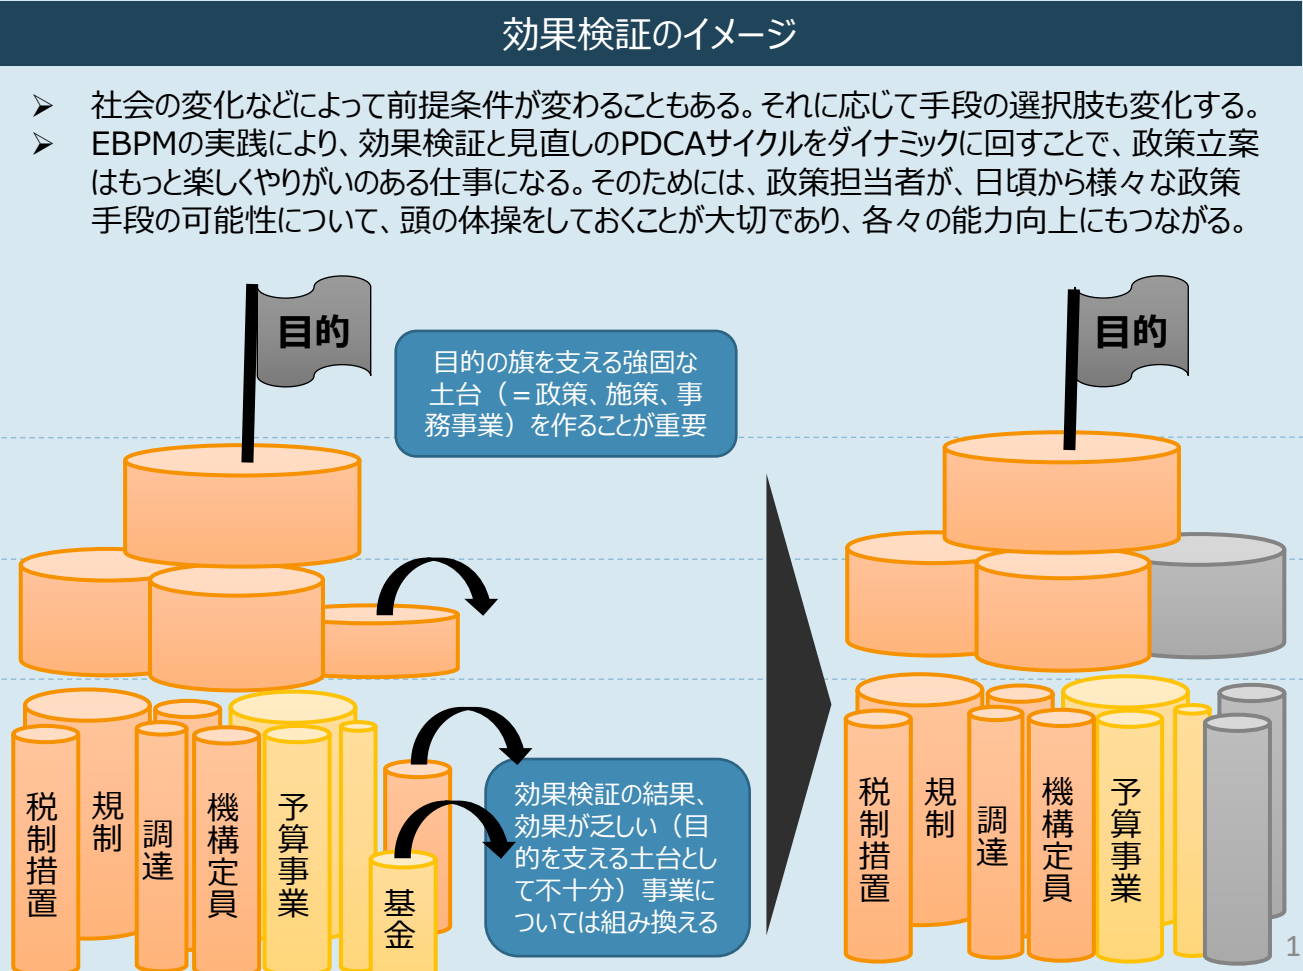 効果検証のイメージ
➢ 社会の変化などによって前提条件が変わることもある。それに応じて手段の選択肢も変化する。
➢ EBPMの実践により、効果検証と見直しのPDCAサイクルをダイナミックに回すことで、政策立案
はもっと楽しくやりがいのある仕事になる。そのためには、政策担当者が、日頃から様々な政策
手段の可能性について、頭の体操をしておくことが大切であり、各々の能力向上にもつながる。
目的
目的の旗を支える強固な
土台（＝政策、施策、事
務事業）を作ることが重要
目的
税制措置
規制
調達
機構定員
予算事業
基金
効果検証の結果、
効果が乏しい（目
的を支える土台とし
て不十分）事業に
ついては組み換える
税制措置
規制
調達
機構定員
予算事業
1